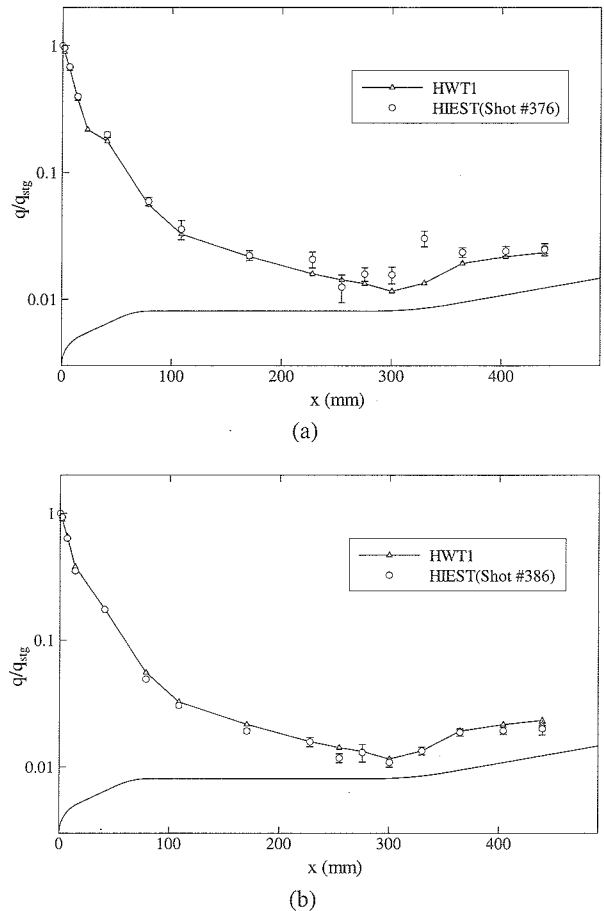 1
HWT1
HIEST(Shot #376)
0.1
q/q_stg
0.01
0 100 200 300 400
x (mm)
(a)
1
HWT1
HIEST(Shot #386)
0.1
q/q_stg
0.01
0 100 200 300 400
x (mm)
(b)